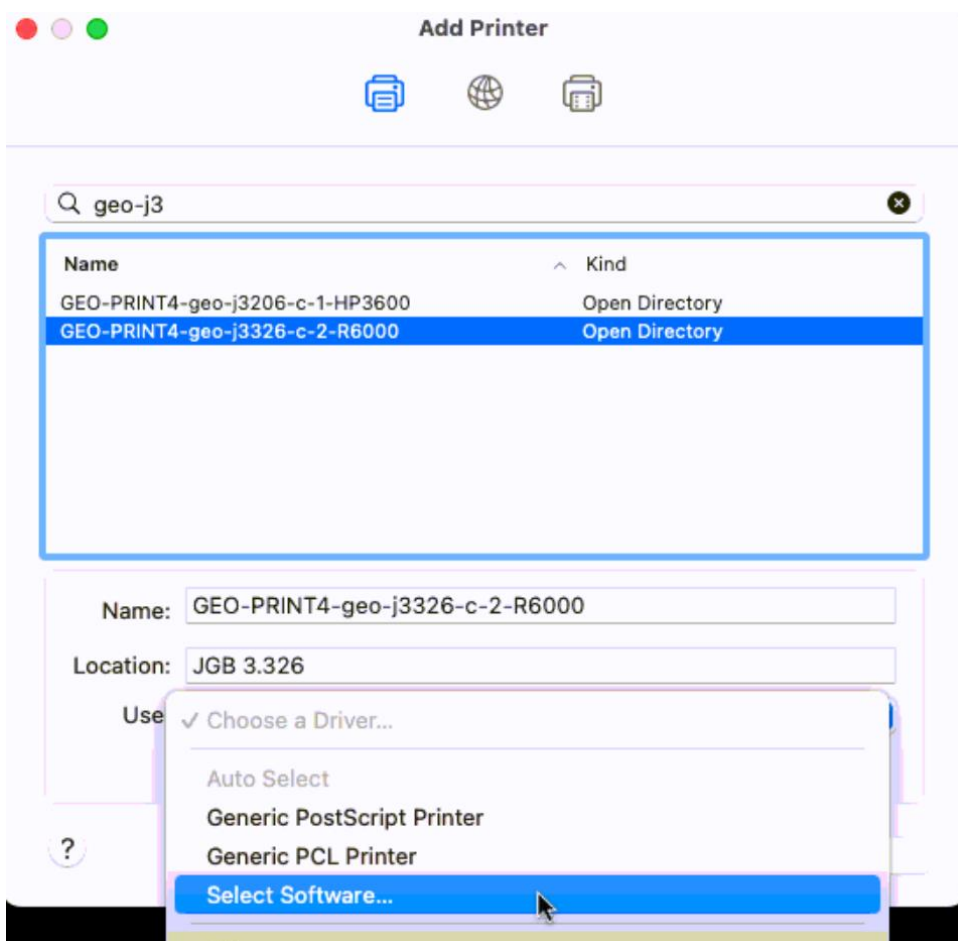 Add Printer
geo-j3
Name Kind
GEO-PRINT4-geo-j3206-c-1-HP3600 Open Directory
GEO-PRINT4-geo-j3326-c-2-R6000 Open Directory
Name: GEO-PRINT4-geo-j3326-c-2-R6000
Location: JGB 3.326
Use
✓ Choose a Driver...
Auto Select
Generic PostScript Printer
Generic PCL Printer
?
Select Software...